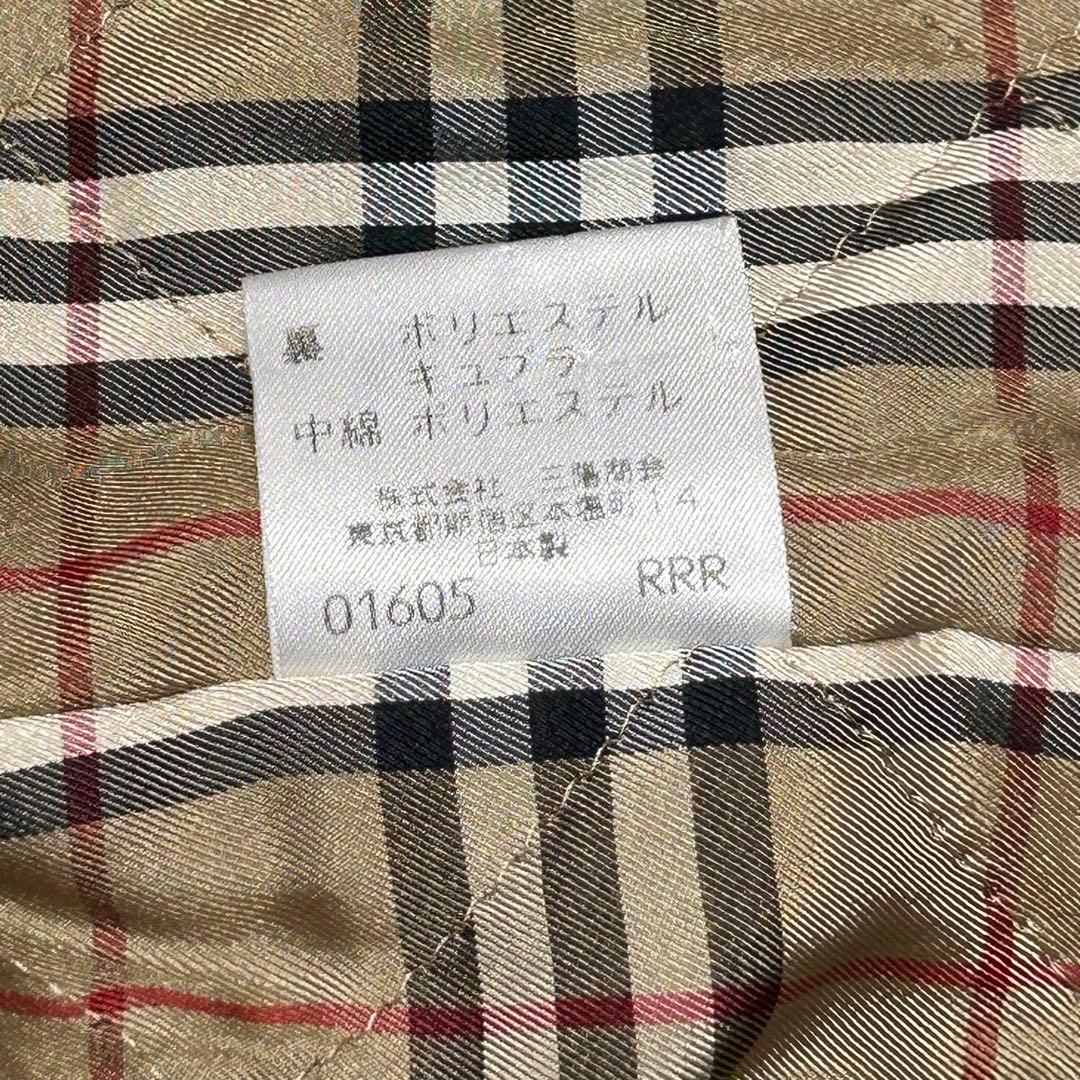 裏 ポリエステル
キュプラ
中綿 ポリエステル
株式会社 三陽商会
東京都新宿区本塩町14
日本製
01605 RRR